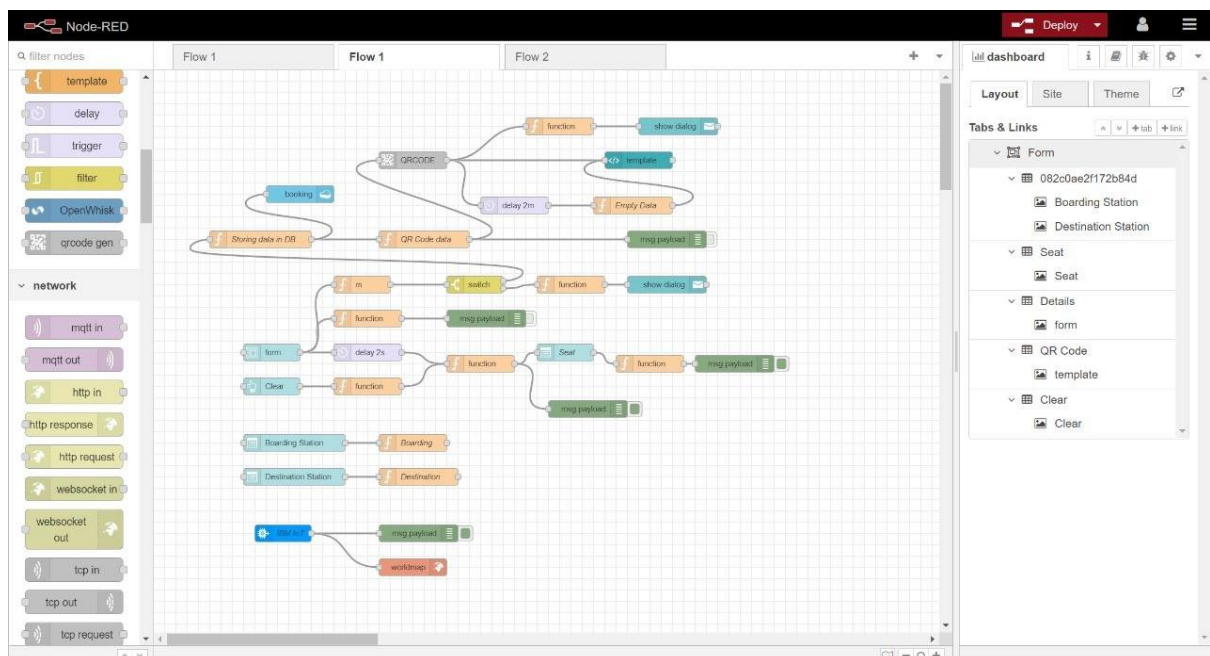 Node-RED
Deploy
filter nodes
Flow 1
Flow 1
Flow 2
dashboard
i
template
delay
trigger
filter
OpenWhisk
qrcode gen
network
mqtt in
mqtt out
http in
http response
http request
websocket in
websocket
out
tcp in
tcp out
tcp request
function
show dialog
QRCODE
template
booking
delay 2m
Empty Data
Storing data in DB
QR Code data
msg.payload
switch
function
show dialog
function
msg.payload
form
delay 2s
function
Seat
function
msg.payload
Clear
function
msg.payload
Boarding Station
Boarding
Destination Station
Destination
IBM IoT
msg.payload
worldmap
Layout
Site
Theme
Tabs & Links
+tab
+link
Form
082c0ae2f172b84d
Boarding Station
Destination Station
Seat
Seat
Details
form
QR Code
template
Clear
Clear